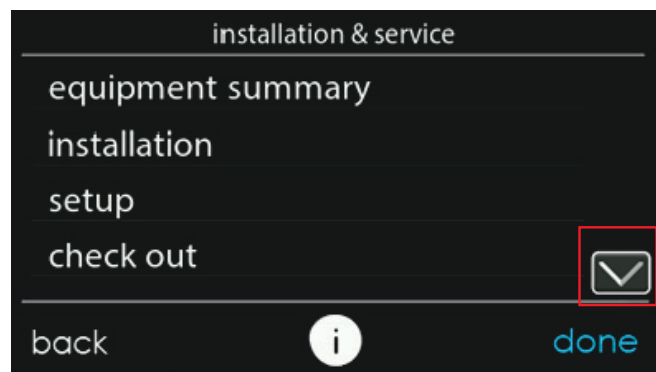 installation & service
equipment summary
installation
setup
check out
back i done